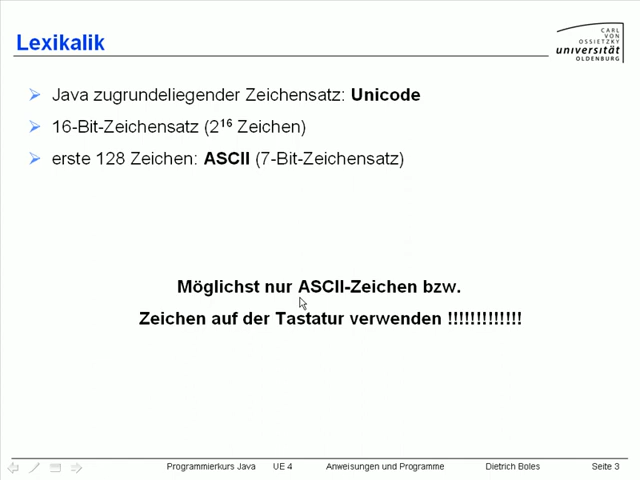 Lexikalik
CARL
VON
OSSIETZKY
universität
OLDENBURG
Java zugrundeliegender Zeichensatz: Unicode
16-Bit-Zeichensatz (2¹⁶ Zeichen)
erste 128 Zeichen: ASCII (7-Bit-Zeichensatz)
Möglichst nur ASCII-Zeichen bzw.
Zeichen auf der Tastatur verwenden !!!!!!!!!!!!!
Programmierkurs Java UE 4 Anweisungen und Programme Dietrich Boles Seite 3